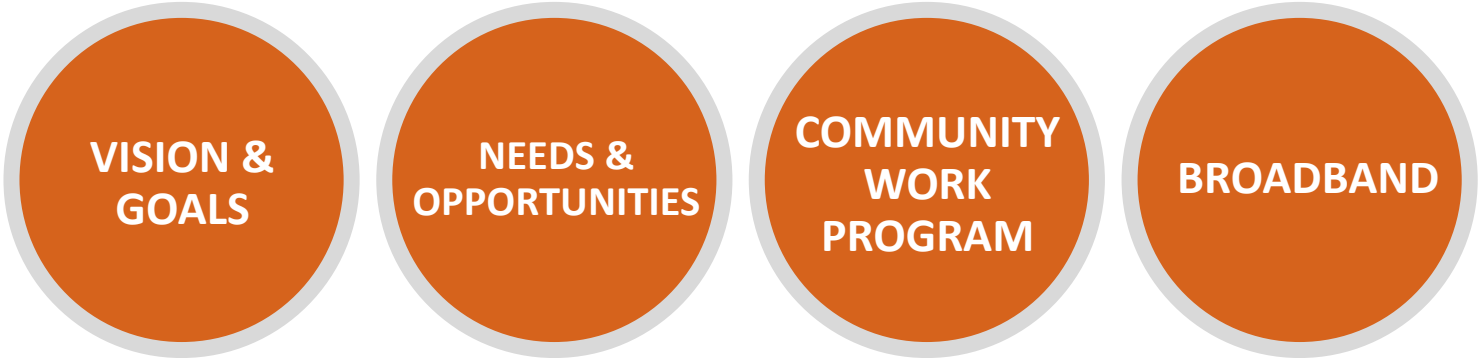 VISION &
GOALS
NEEDS &
OPPORTUNITIES
COMMUNITY
WORK
PROGRAM
BROADBAND